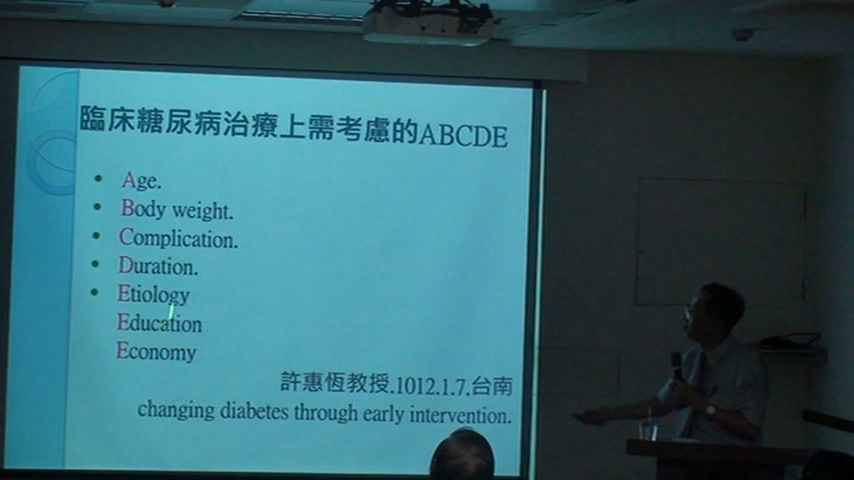 臨床糖尿病治療上需考慮的ABCDE
• Age.
• Body weight.
• Complication.
• Duration.
• Etiology
Education
Economy
許惠恆教授.1012.1.7.台南
changing diabetes through early intervention.